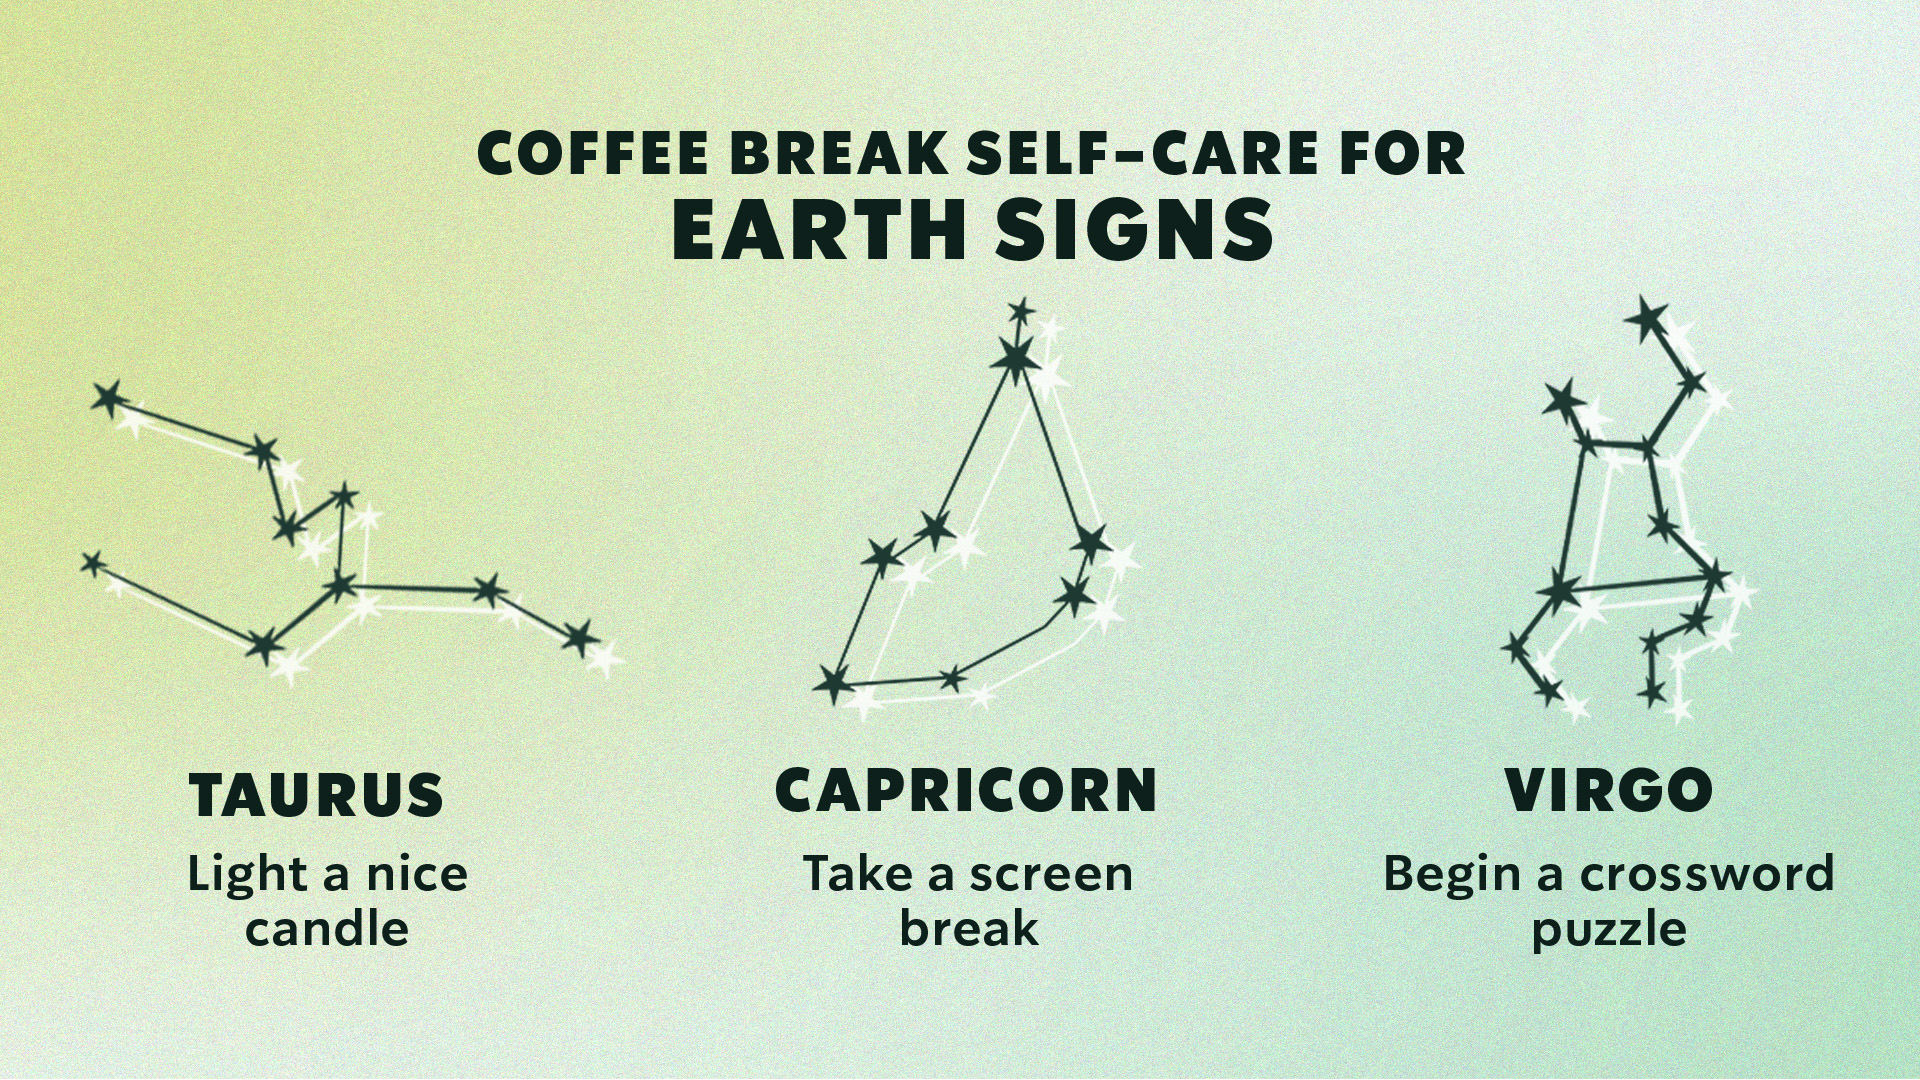 COFFEE BREAK SELF-CARE FOR
EARTH SIGNS
TAURUS
Light a nice
candle
CAPRICORN
Take a screen
break
VIRGO
Begin a crossword
puzzle